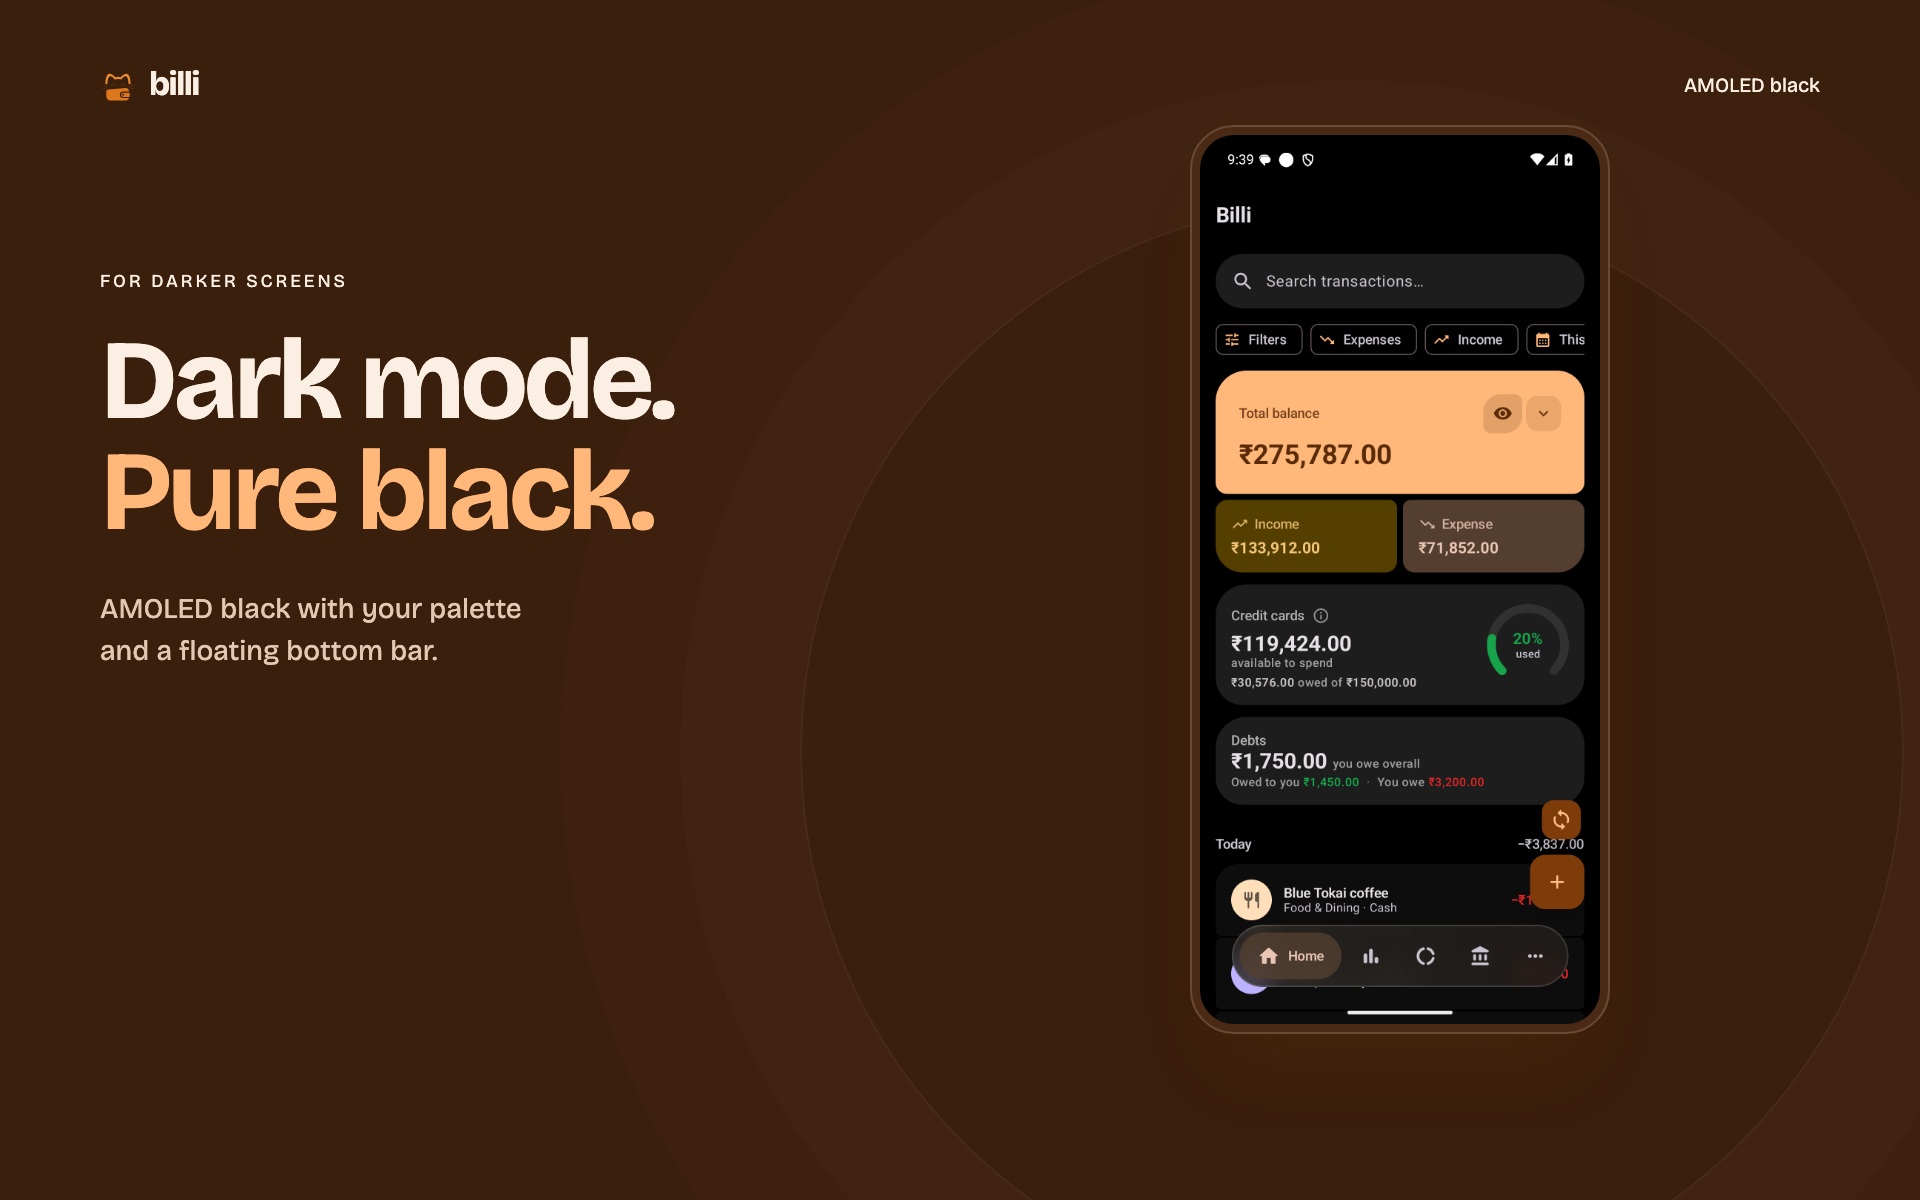 billi
AMOLED black
FOR DARKER SCREENS
Dark mode.
Pure black.
AMOLED black with your palette
and a floating bottom bar.
9:39
Billi
Search transactions...
Filters
Expenses
Income
This
Total balance
₹275,787.00
Income
₹133,912.00
Expense
₹71,852.00
Credit cards
₹119,424.00
available to spend
₹30,576.00 owed of ₹150,000.00
20%
used
Debts
₹1,750.00 you owe overall
Owed to you ₹1,450.00 · You owe ₹3,200.00
Today
−₹3,837.00
Blue Tokai coffee
Food & Dining · Cash
Home